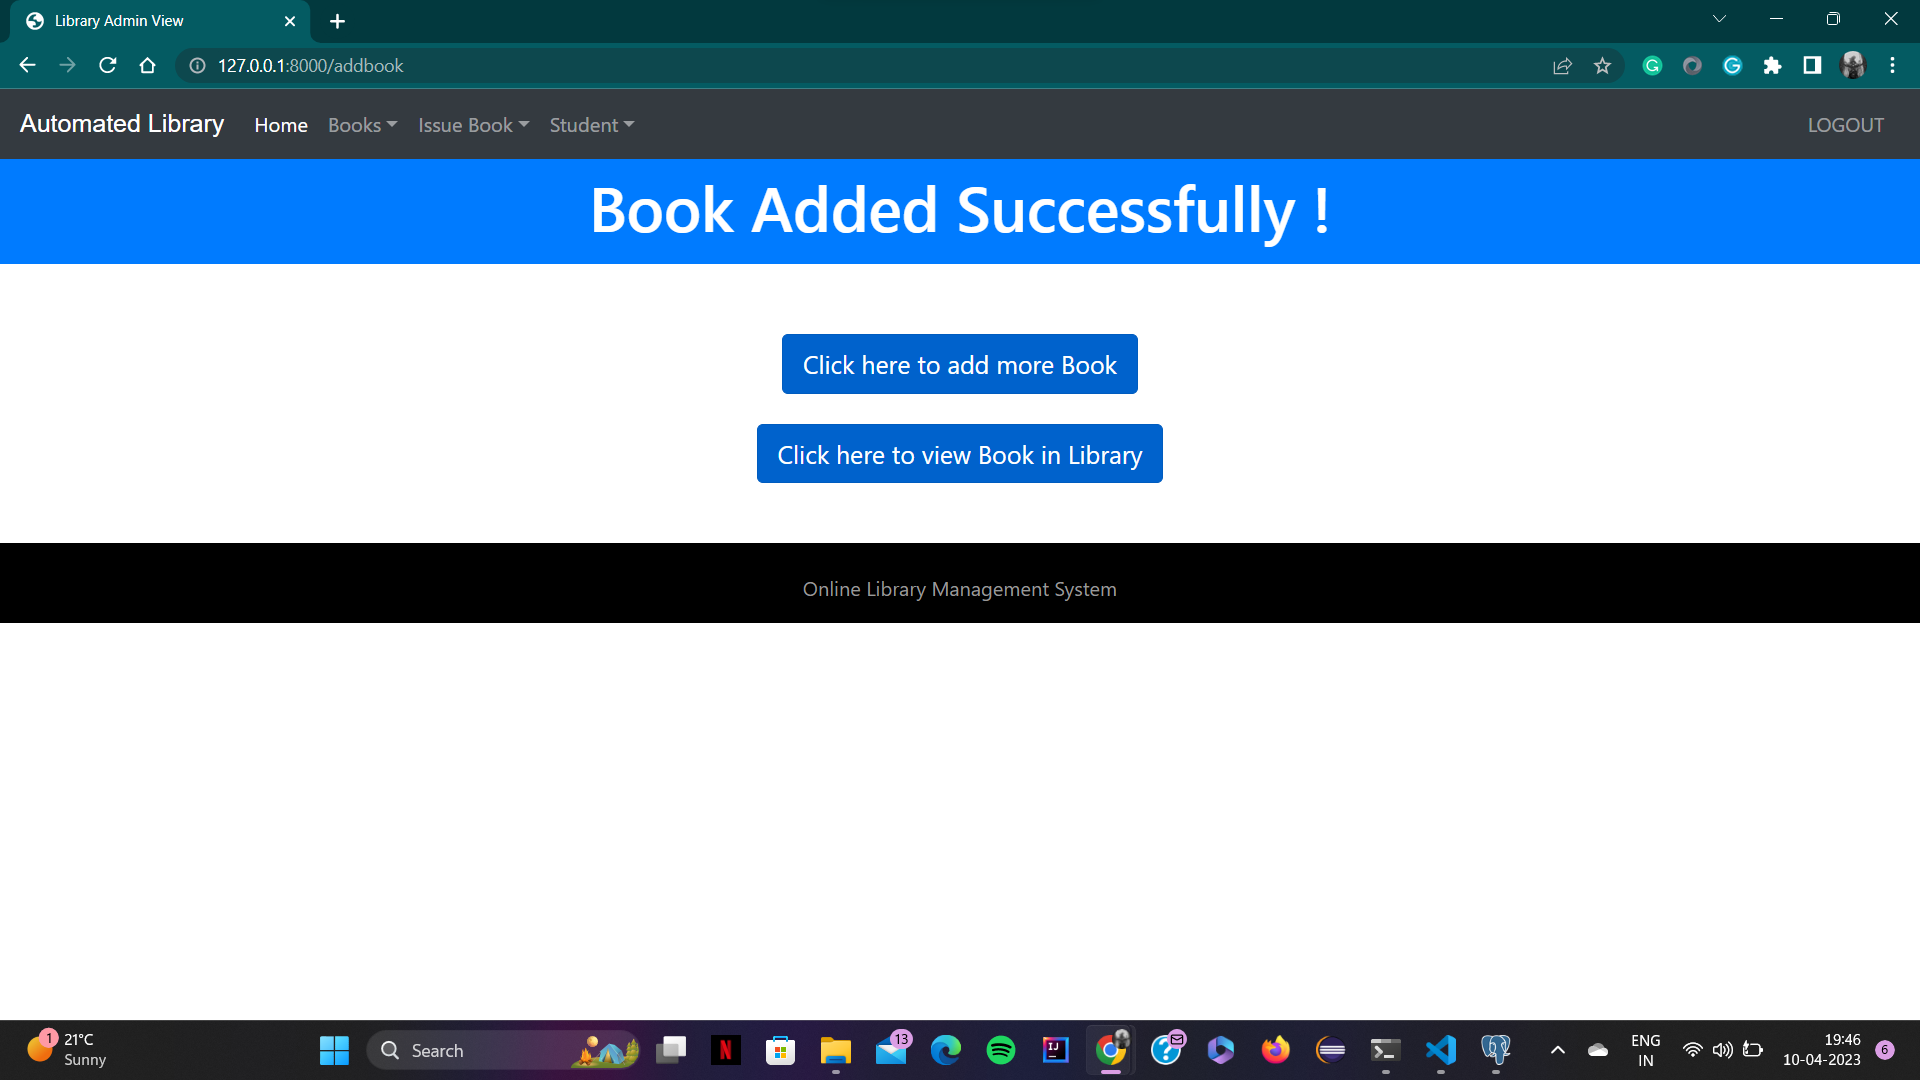 Library Admin View
127.0.0.1:8000/addbook
Automated Library Home Books Issue Book Student LOGOUT
Book Added Successfully !
Click here to add more Book
Click here to view Book in Library
Online Library Management System
1 21°C
Sunny
Search
13
ENG
IN
19:46
10-04-2023
6